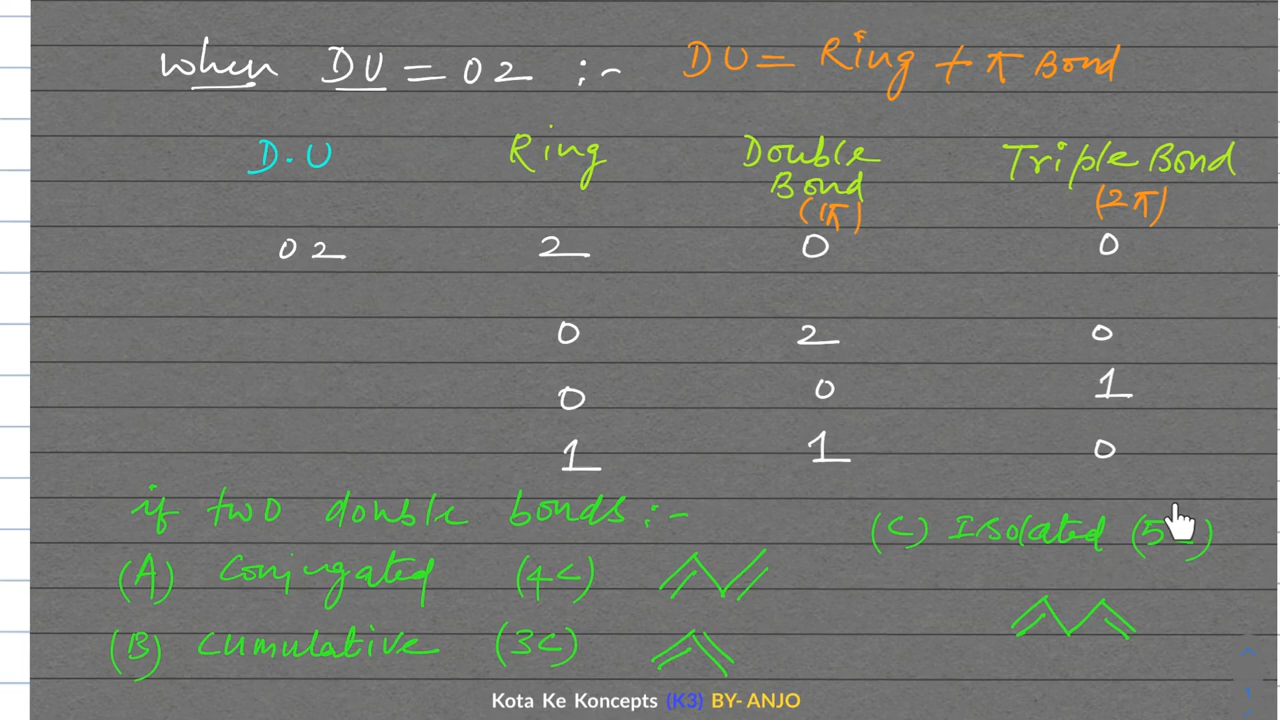 when DU = 02 :-
DU = Ring + π Bond
D.U Ring Double Bond (1π) Triple Bond (2π)
02 2 0 0
0 2 0
0 0 1
1 1 0
if two double bonds :-
(A) Conjugated (4C)
(B) Cumulative (3C)
(C) Isolated (5
Kota Ke Koncepts (K3) BY- ANJO